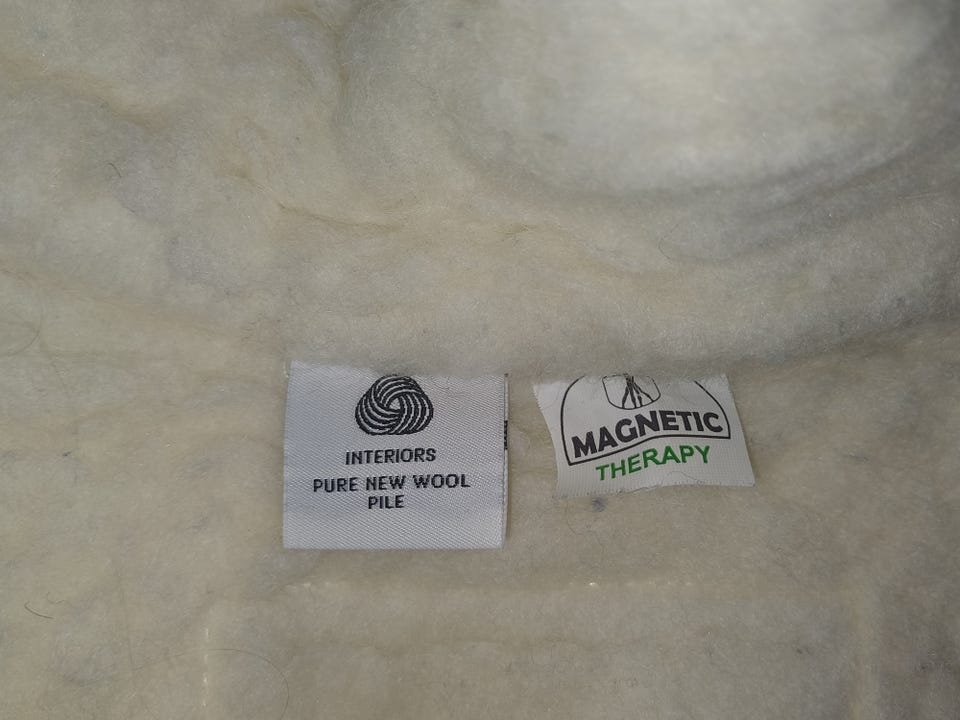 INTERIORS
PURE NEW WOOL
PILE
MAGNETIC
THERAPY